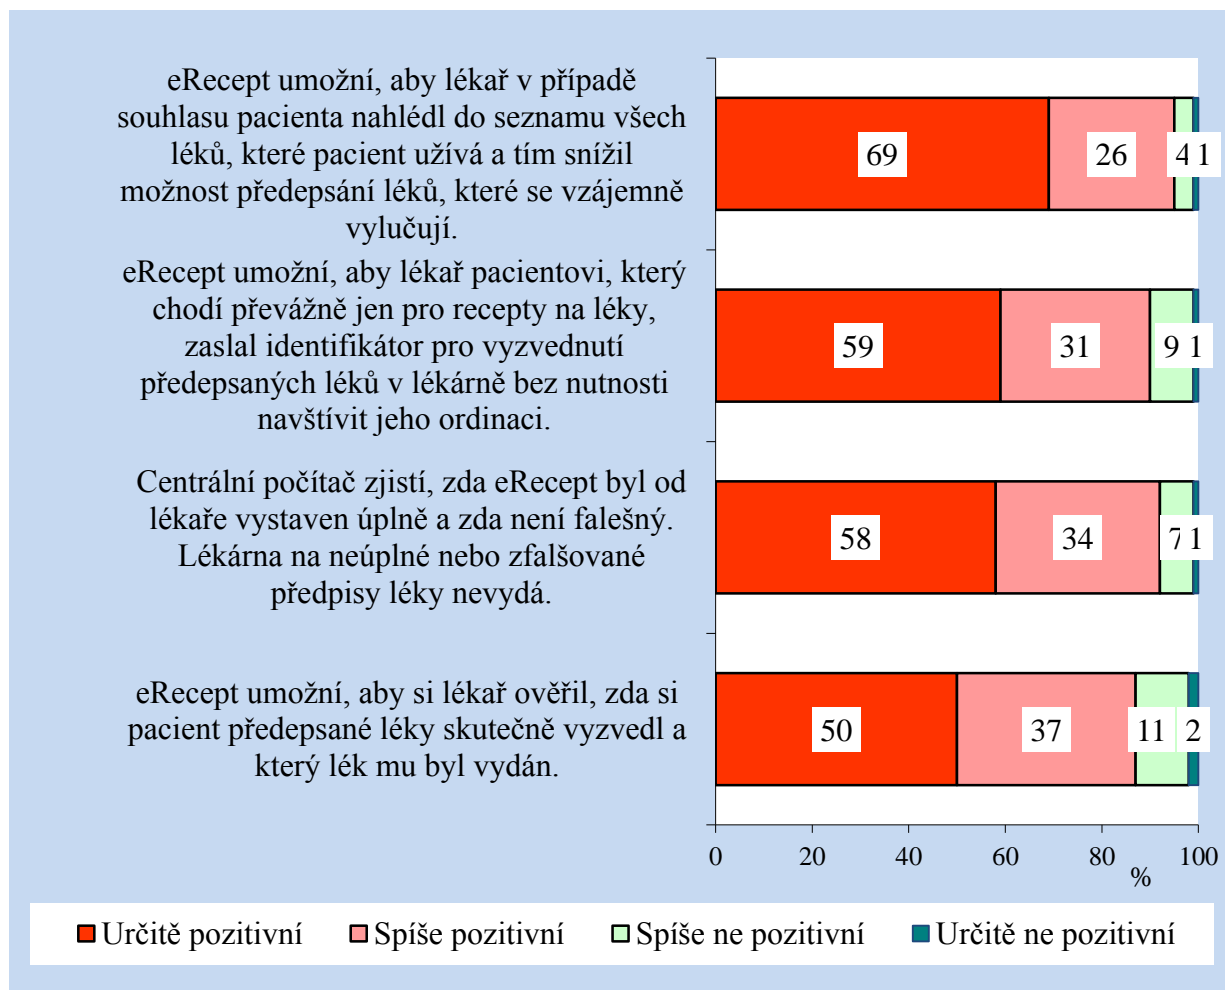 eRecept umožní, aby lékař v případě
souhlasu pacienta nahlédl do seznamu všech
léků, které pacient užívá a tím snížil
možnost předepsání léků, které se vzájemně
vylučují.
69 26 4 1
eRecept umožní, aby lékař pacientovi, který
chodí převážně jen pro recepty na léky,
zaslal identifikátor pro vyzvednutí
předepsaných léků v lékárně bez nutnosti
navštívit jeho ordinaci.
59 31 9 1
Centrální počítač zjistí, zda eRecept byl od
lékaře vystaven úplně a zda není falešný.
Lékárna na neúplné nebo zfalšované
předpisy léky nevydá.
58 34 7 1
eRecept umožní, aby si lékař ověřil, zda si
pacient předepsané léky skutečně vyzvedl a
který lék mu byl vydán.
50 37 11 2
0 20 40 60 80 100
%
Určitě pozitivní Spíše pozitivní Spíše ne pozitivní Určitě ne pozitivní